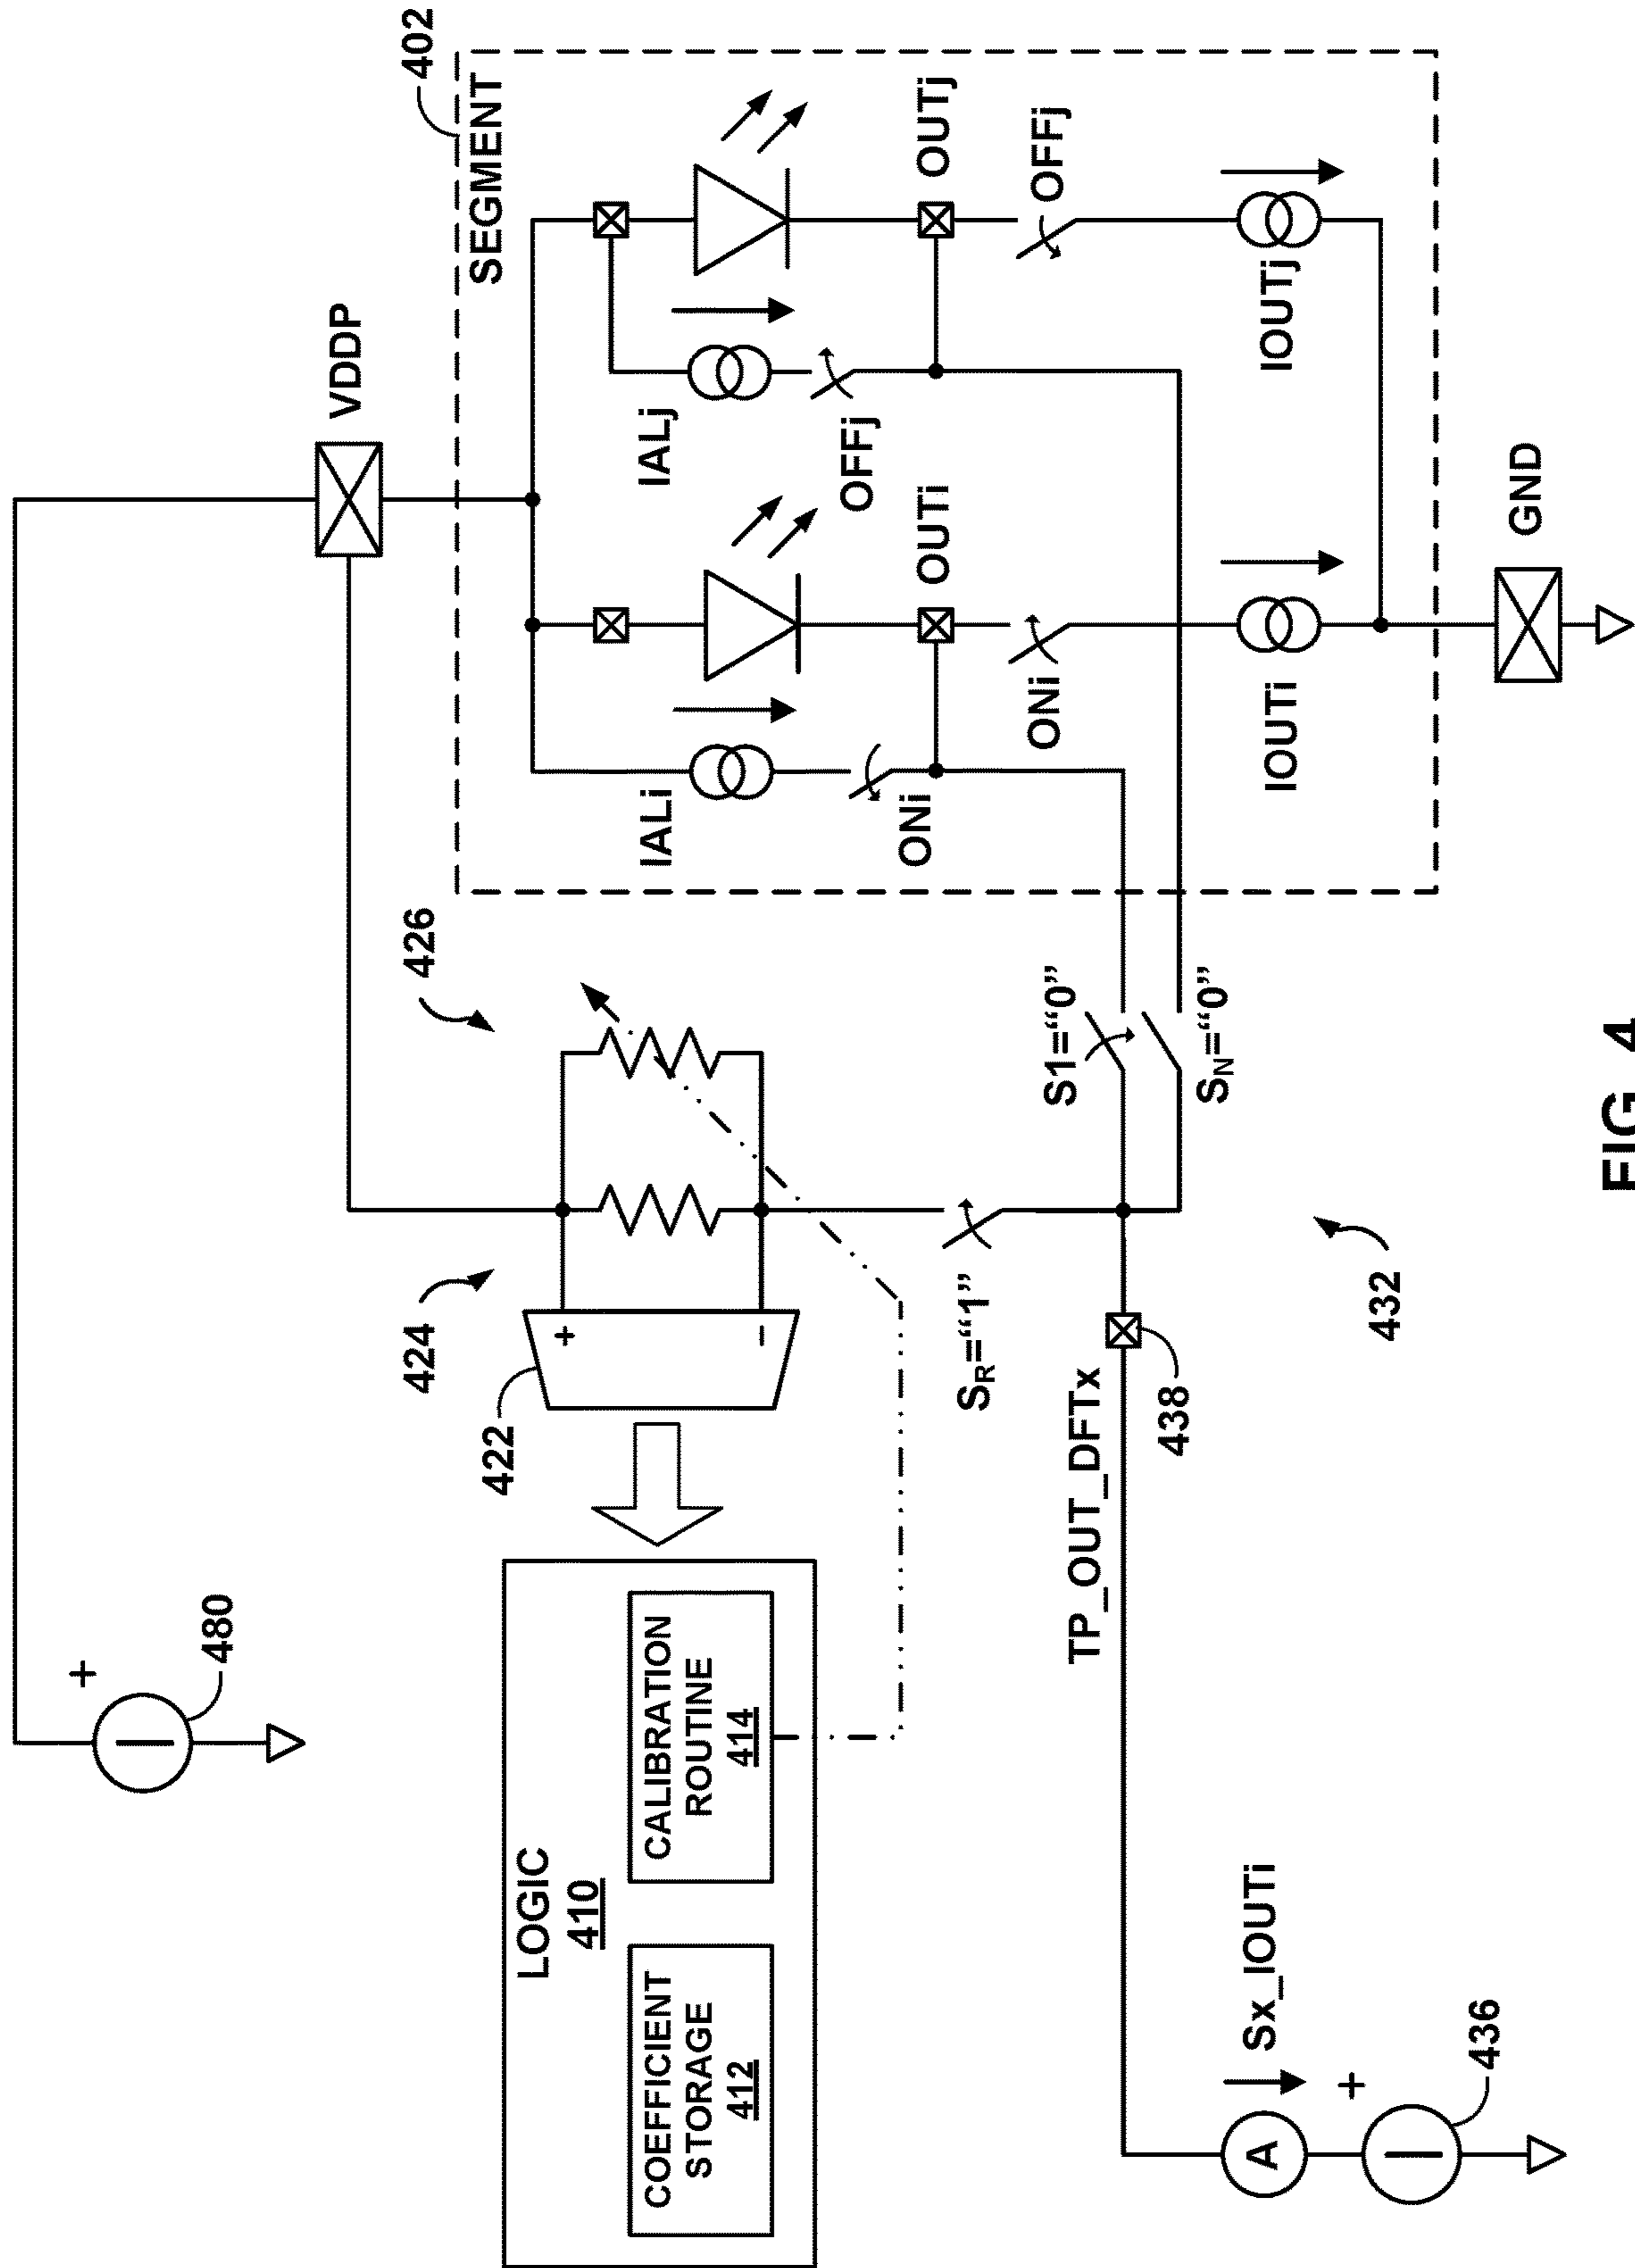 402
SEGMENT
VDDP
IALj
OFFj
OUTj
OFFj
IOUTj
OUTi
IALi
ONi
ONi
IOUTi
GND
426
424
422
+
–
S1=“0”
SN=“0”
SR=“1”
432
480
+
LOGIC
410
CALIBRATION
ROUTINE
414
COEFFICIENT
STORAGE
412
TP_OUT_DFTx
438
Sx_IOUTi
A
+
436
FIG. 4